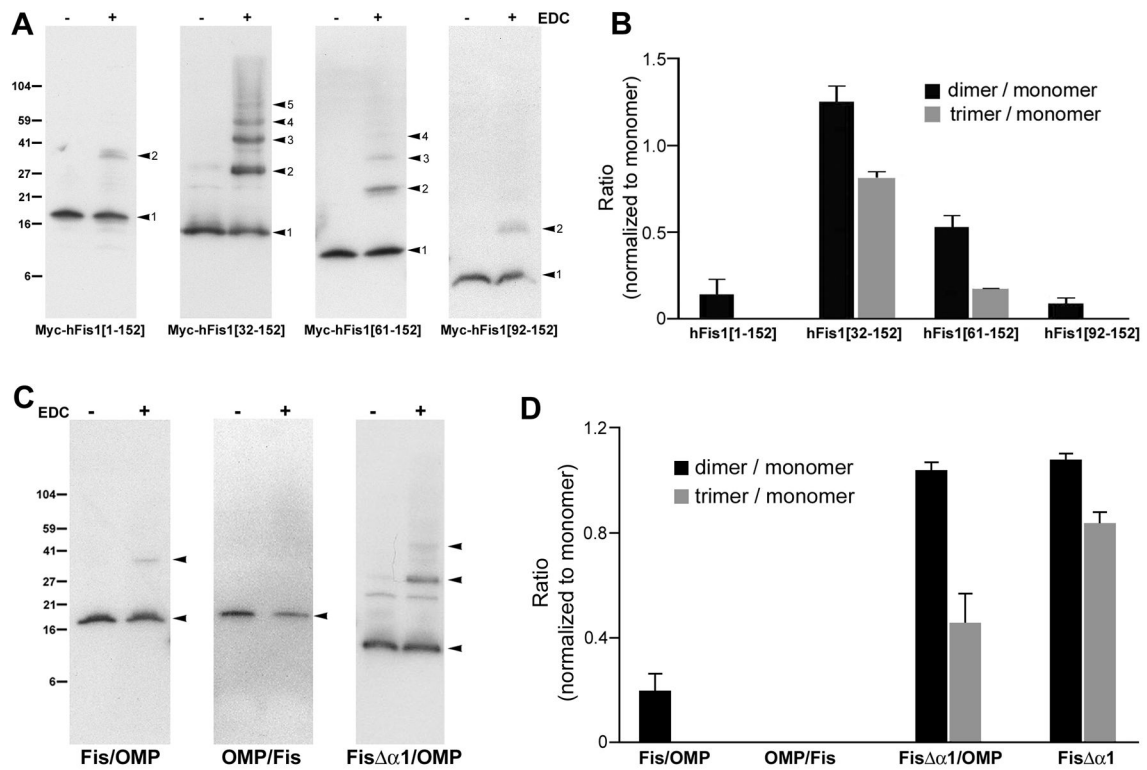 A
- + - + - + - + EDC
104
59
41
27
21
16
6
2
1
5
4
3
2
1
4
3
2
1
2
1
Myc-hFis1[1-152] Myc-hFis1[32-152] Myc-hFis1[61-152] Myc-hFis1[92-152]
B
Ratio
(normalized to monomer)
1.5
1.0
0.5
0
dimer / monomer
trimer / monomer
hFis1[1-152] hFis1[32-152] hFis1[61-152] hFis1[92-152]
C
EDC - + - + - +
104
59
41
27
21
16
6
Fis/OMP OMP/Fis FisΔα1/OMP
D
Ratio
(normalized to monomer)
1.2
0.8
0.4
0
dimer / monomer
trimer / monomer
Fis/OMP OMP/Fis FisΔα1/OMP FisΔα1